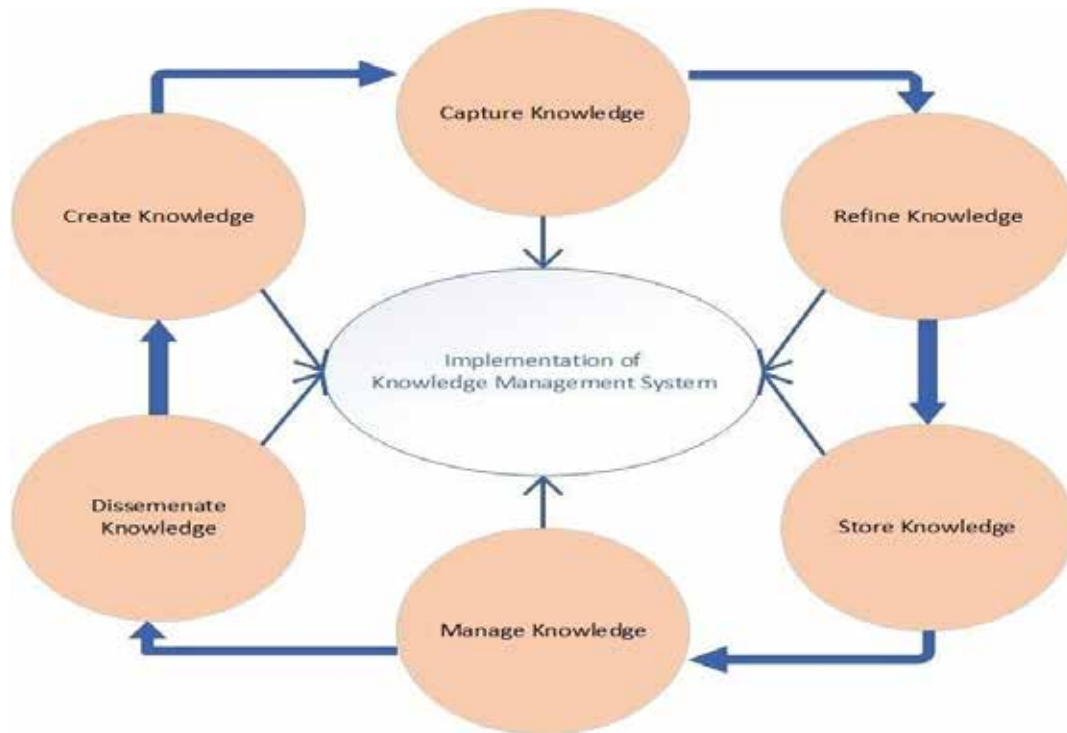 Capture Knowledge
Create Knowledge
Refine Knowledge
Implementation of
Knowledge Management System
Dissemenate
Knowledge
Store Knowledge
Manage Knowledge